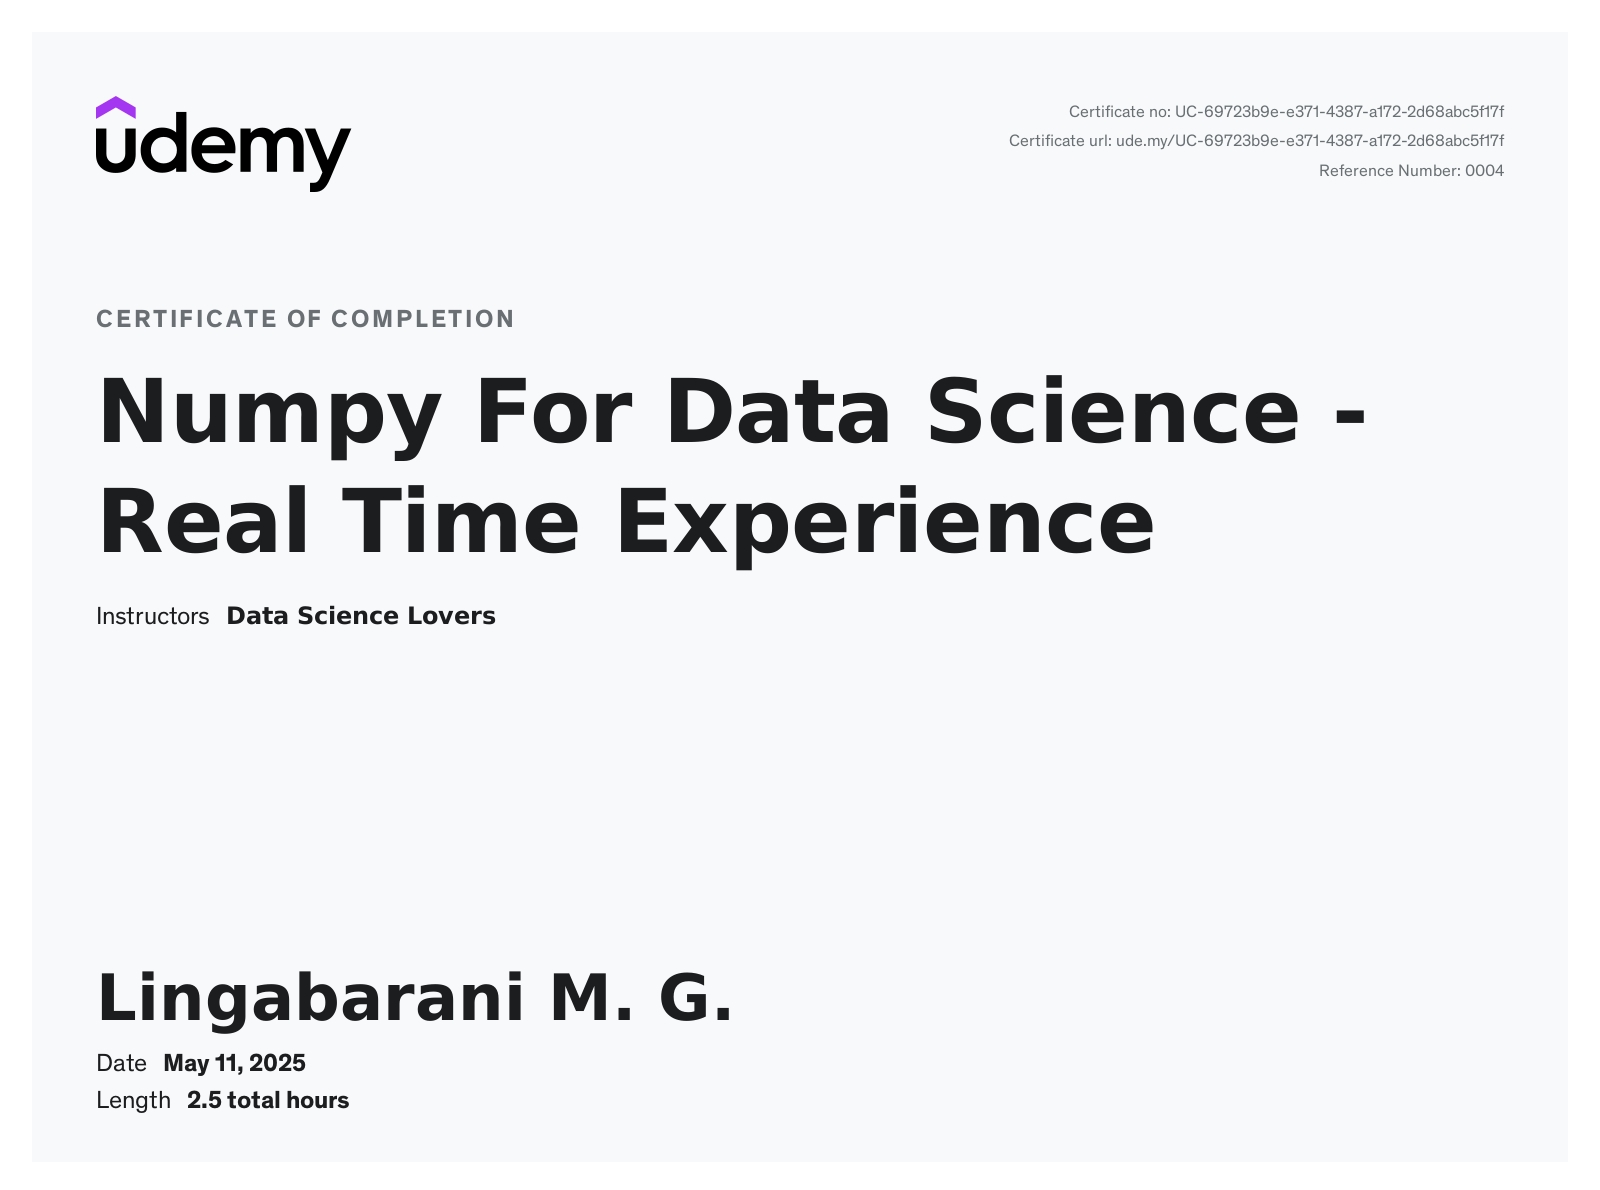 udemy
Certificate no: UC-69723b9e-e371-4387-a172-2d68abc5f17f
Certificate url: ude.my/UC-69723b9e-e371-4387-a172-2d68abc5f17f
Reference Number: 0004
CERTIFICATE OF COMPLETION
Numpy For Data Science -
Real Time Experience
Instructors Data Science Lovers
Lingabarani M. G.
Date May 11, 2025
Length 2.5 total hours